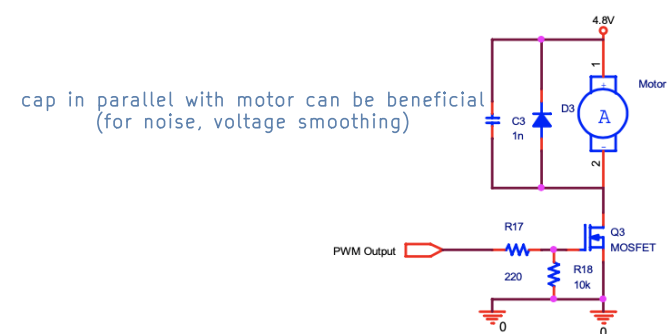 4.8V
1
Motor
cap in parallel with motor can be beneficial
(for noise, voltage smoothing)
C3
1n
D3
+
A
-
2
R17
Q3
MOSFET
PWM Output
220
R18
10k
0
0